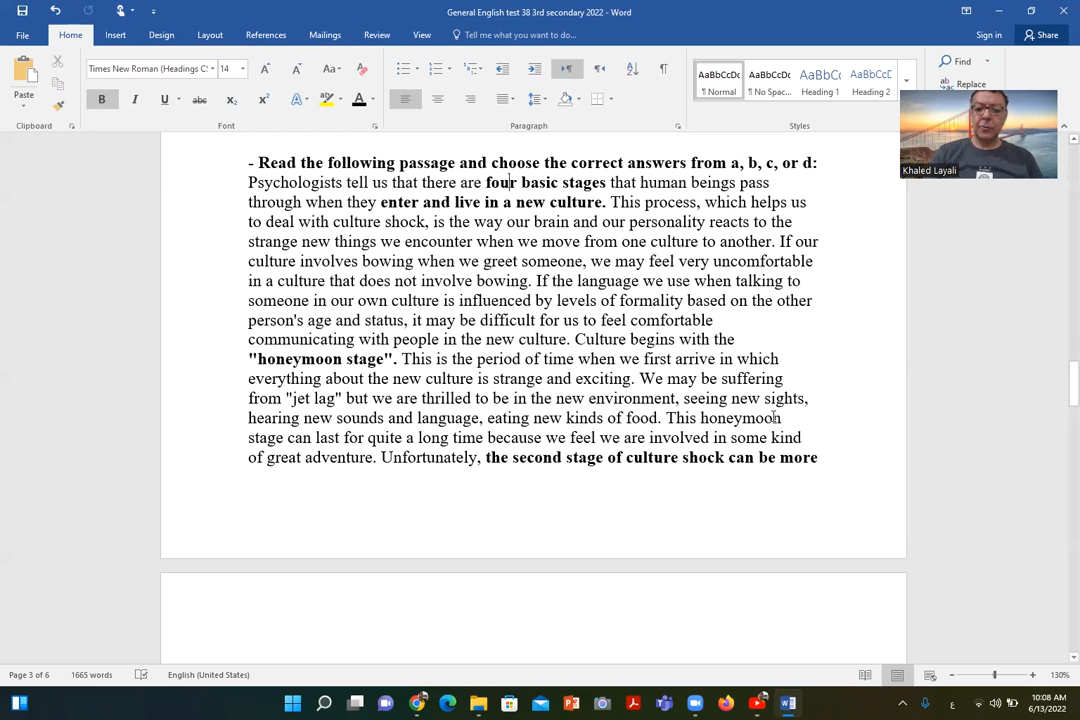 General English test 38 3rd secondary 2022 - Word
Sign in
Share
File
Home
Insert
Design
Layout
References
Mailings
Review
View
Tell me what you want to do...
Paste
Times New Roman (Headings C
14
Find
Replace
AaBbCcDc
¶ Normal
AaBbCcDc
¶ No Spac...
AaBbCc
Heading 1
AaBbCcD
Heading 2
Clipboard
Font
Paragraph
Styles
Khaled Layali
- Read the following passage and choose the correct answers from a, b, c, or d:
Psychologists tell us that there are four basic stages that human beings pass
through when they enter and live in a new culture. This process, which helps us
to deal with culture shock, is the way our brain and our personality reacts to the
strange new things we encounter when we move from one culture to another. If our
culture involves bowing when we greet someone, we may feel very uncomfortable
in a culture that does not involve bowing. If the language we use when talking to
someone in our own culture is influenced by levels of formality based on the other
person's age and status, it may be difficult for us to feel comfortable
communicating with people in the new culture. Culture begins with the
"honeymoon stage". This is the period of time when we first arrive in which
everything about the new culture is strange and exciting. We may be suffering
from "jet lag" but we are thrilled to be in the new environment, seeing new sights,
hearing new sounds and language, eating new kinds of food. This honeymoon
stage can last for quite a long time because we feel we are involved in some kind
of great adventure. Unfortunately, the second stage of culture shock can be more
Page 3 of 6
1665 words
English (United States)
130%
10:08 AM
6/13/2022